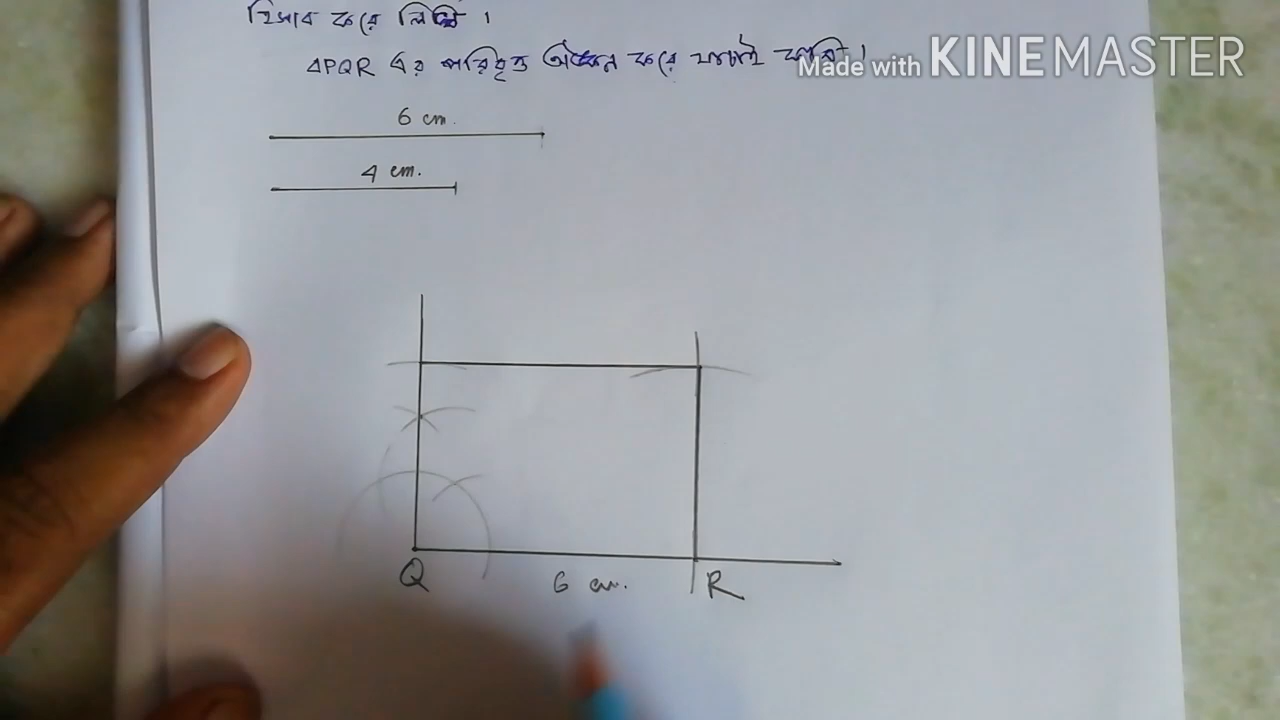 হিসাব করে লিখি।
ΔPQR এর পরিবৃত্ত অঙ্কন করে যাচাই করি।
Made with KINEMASTER
6 cm.
4 cm.
Q
6 cm.
R